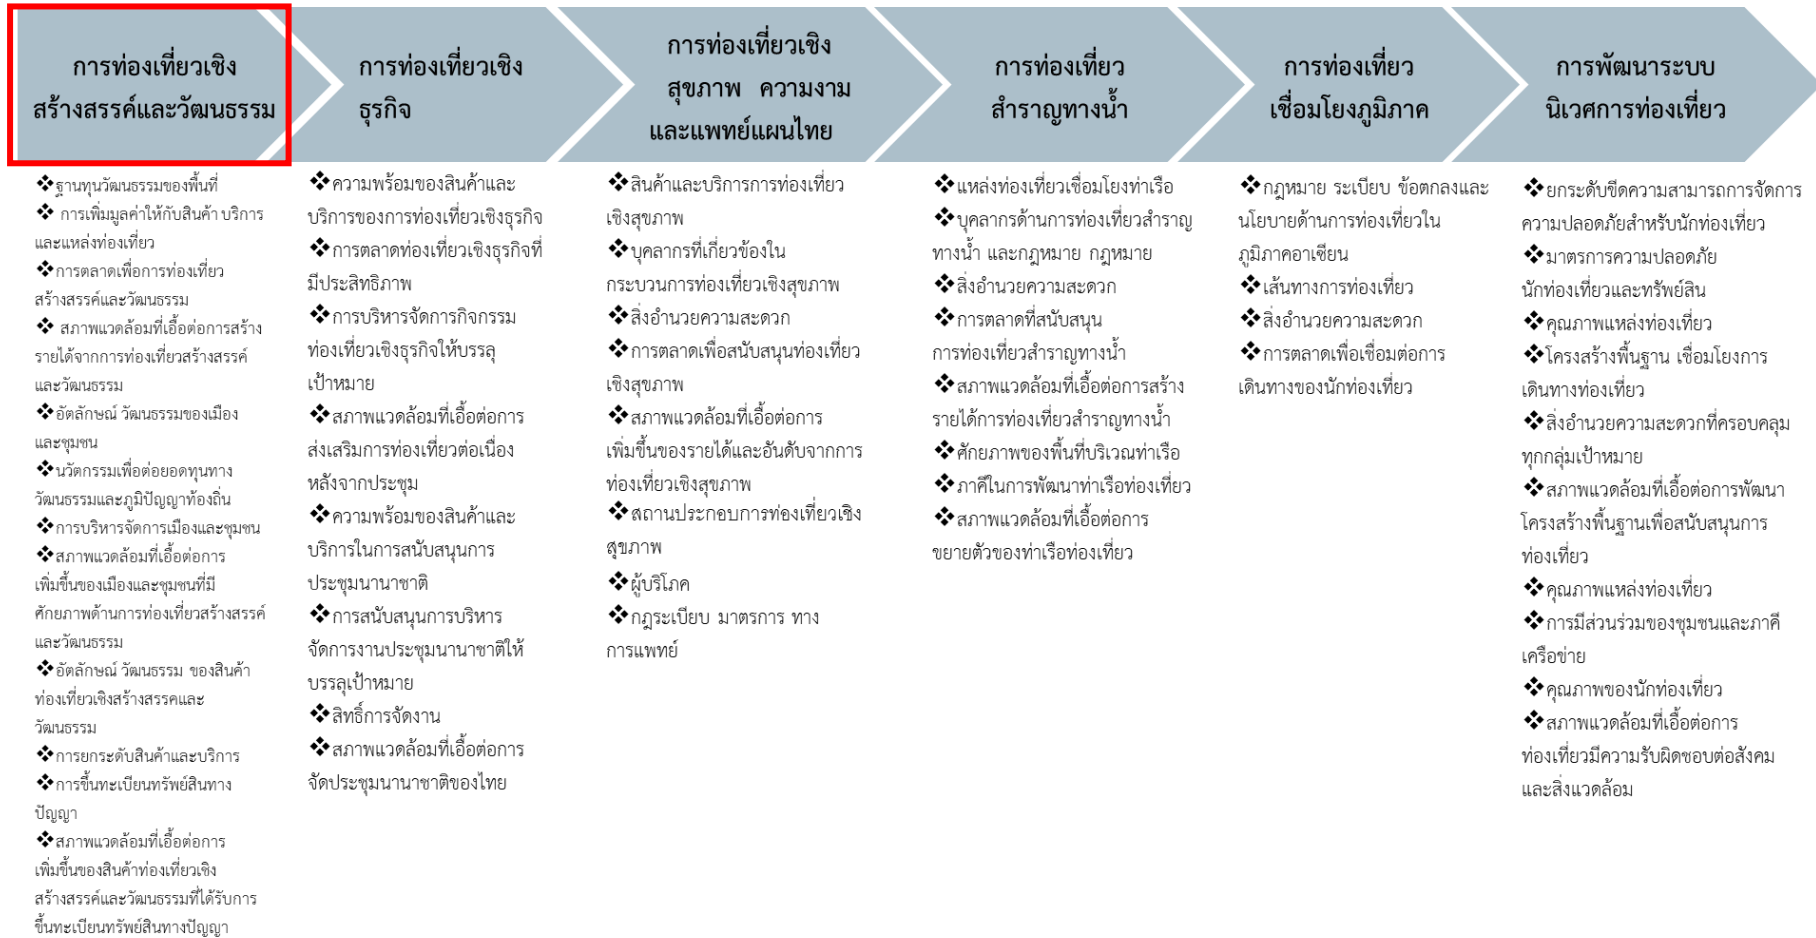 การท่องเที่ยวเชิง
สร้างสรรค์และวัฒนธรรม
❖ฐานทุนวัฒนธรรมของพื้นที่
❖ การเพิ่มมูลค่าให้กับสินค้า บริการ
และแหล่งท่องเที่ยว
❖การตลาดเพื่อการท่องเที่ยว
สร้างสรรค์และวัฒนธรรม
❖ สภาพแวดล้อมที่เอื้อต่อการสร้าง
รายได้จากการท่องเที่ยวสร้างสรรค์
และวัฒนธรรม
❖อัตลักษณ์ วัฒนธรรมของเมือง
และชุมชน
❖นวัตกรรมเพื่อต่อยอดทุนทาง
วัฒนธรรมและภูมิปัญญาท้องถิ่น
❖การบริหารจัดการเมืองและชุมชน
❖สภาพแวดล้อมที่เอื้อต่อการ
เพิ่มขึ้นของเมืองและชุมชนที่มี
ศักยภาพด้านการท่องเที่ยวสร้างสรรค์
และวัฒนธรรม
❖อัตลักษณ์ วัฒนธรรม ของสินค้า
ท่องเที่ยวเชิงสร้างสรรคและ
วัฒนธรรม
❖การยกระดับสินค้าและบริการ
❖การขึ้นทะเบียนทรัพย์สินทาง
ปัญญา
❖สภาพแวดล้อมที่เอื้อต่อการ
เพิ่มขึ้นของสินค้าท่องเที่ยวเชิง
สร้างสรรค์และวัฒนธรรมที่ได้รับการ
ขึ้นทะเบียนทรัพย์สินทางปัญญา
การท่องเที่ยวเชิง
ธุรกิจ
❖ความพร้อมของสินค้าและ
บริการของการท่องเที่ยวเชิงธุรกิจ
❖การตลาดท่องเที่ยวเชิงธุรกิจที่
มีประสิทธิภาพ
❖การบริหารจัดการกิจกรรม
ท่องเที่ยวเชิงธุรกิจให้บรรลุ
เป้าหมาย
❖สภาพแวดล้อมที่เอื้อต่อการ
ส่งเสริมการท่องเที่ยวต่อเนื่อง
หลังจากประชุม
❖ความพร้อมของสินค้าและ
บริการในการสนับสนุนการ
ประชุมนานาชาติ
❖การสนับสนุนการบริหาร
จัดการงานประชุมนานาชาติให้
บรรลุเป้าหมาย
❖สิทธิ์การจัดงาน
❖สภาพแวดล้อมที่เอื้อต่อการ
จัดประชุมนานาชาติของไทย
การท่องเที่ยวเชิง
สุขภาพ ความงาม
และแพทย์แผนไทย
❖สินค้าและบริการการท่องเที่ยว
เชิงสุขภาพ
❖บุคลากรที่เกี่ยวข้องใน
กระบวนการท่องเที่ยวเชิงสุขภาพ
❖สิ่งอำนวยความสะดวก
❖การตลาดเพื่อสนับสนุนท่องเที่ยว
เชิงสุขภาพ
❖สภาพแวดล้อมที่เอื้อต่อการ
เพิ่มขึ้นของรายได้และอันดับจากการ
ท่องเที่ยวเชิงสุขภาพ
❖สถานประกอบการท่องเที่ยวเชิง
สุขภาพ
❖ผู้บริโภค
❖กฎระเบียบ มาตรการ ทาง
การแพทย์
การท่องเที่ยว
สำราญทางน้ำ
❖แหล่งท่องเที่ยวเชื่อมโยงท่าเรือ
❖บุคลากรด้านการท่องเที่ยวสำราญ
ทางน้ำ และกฎหมาย กฎหมาย
❖สิ่งอำนวยความสะดวก
❖การตลาดที่สนับสนุน
การท่องเที่ยวสำราญทางน้ำ
❖สภาพแวดล้อมที่เอื้อต่อการสร้าง
รายได้การท่องเที่ยวสำราญทางน้ำ
❖ศักยภาพของพื้นที่บริเวณท่าเรือ
❖ภาคีในการพัฒนาท่าเรือท่องเที่ยว
❖สภาพแวดล้อมที่เอื้อต่อการ
ขยายตัวของท่าเรือท่องเที่ยว
การท่องเที่ยว
เชื่อมโยงภูมิภาค
❖กฎหมาย ระเบียบ ข้อตกลงและ
นโยบายด้านการท่องเที่ยวใน
ภูมิภาคอาเซียน
❖เส้นทางการท่องเที่ยว
❖สิ่งอำนวยความสะดวก
❖การตลาดเพื่อเชื่อมต่อการ
เดินทางของนักท่องเที่ยว
การพัฒนาระบบ
นิเวศการท่องเที่ยว
❖ยกระดับขีดความสามารถการจัดการ
ความปลอดภัยสำหรับนักท่องเที่ยว
❖มาตรการความปลอดภัย
นักท่องเที่ยวและทรัพย์สิน
❖คุณภาพแหล่งท่องเที่ยว
❖โครงสร้างพื้นฐาน เชื่อมโยงการ
เดินทางท่องเที่ยว
❖สิ่งอำนวยความสะดวกที่ครอบคลุม
ทุกกลุ่มเป้าหมาย
❖สภาพแวดล้อมที่เอื้อต่อการพัฒนา
โครงสร้างพื้นฐานเพื่อสนับสนุนการ
ท่องเที่ยว
❖คุณภาพแหล่งท่องเที่ยว
❖การมีส่วนร่วมของชุมชนและภาคี
เครือข่าย
❖คุณภาพของนักท่องเที่ยว
❖สภาพแวดล้อมที่เอื้อต่อการ
ท่องเที่ยวมีความรับผิดชอบต่อสังคม
และสิ่งแวดล้อม